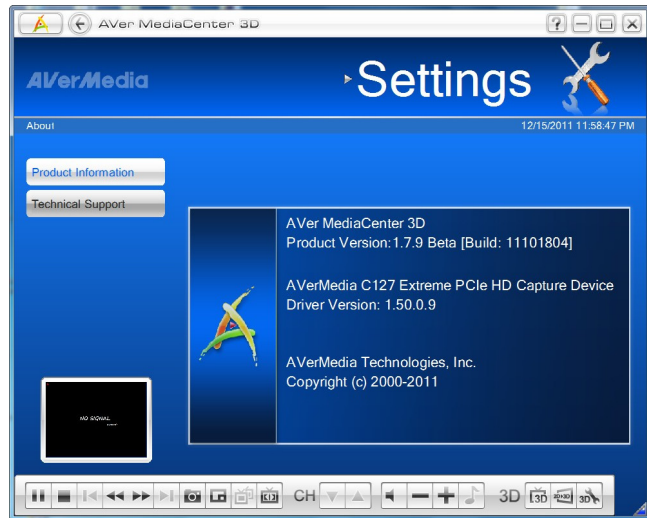 AVer MediaCenter 3D
AVerMedia
Settings
About
12/15/2011 11:58:47 PM
Product Information
Technical Support
AVer MediaCenter 3D
Product Version:1.7.9 Beta [Build: 11101804]
AVerMedia C127 Extreme PCIe HD Capture Device
Driver Version: 1.50.0.9
AVerMedia Technologies, Inc.
Copyright (c) 2000-2011
NO SIGNAL
CH
3D
3D
3D